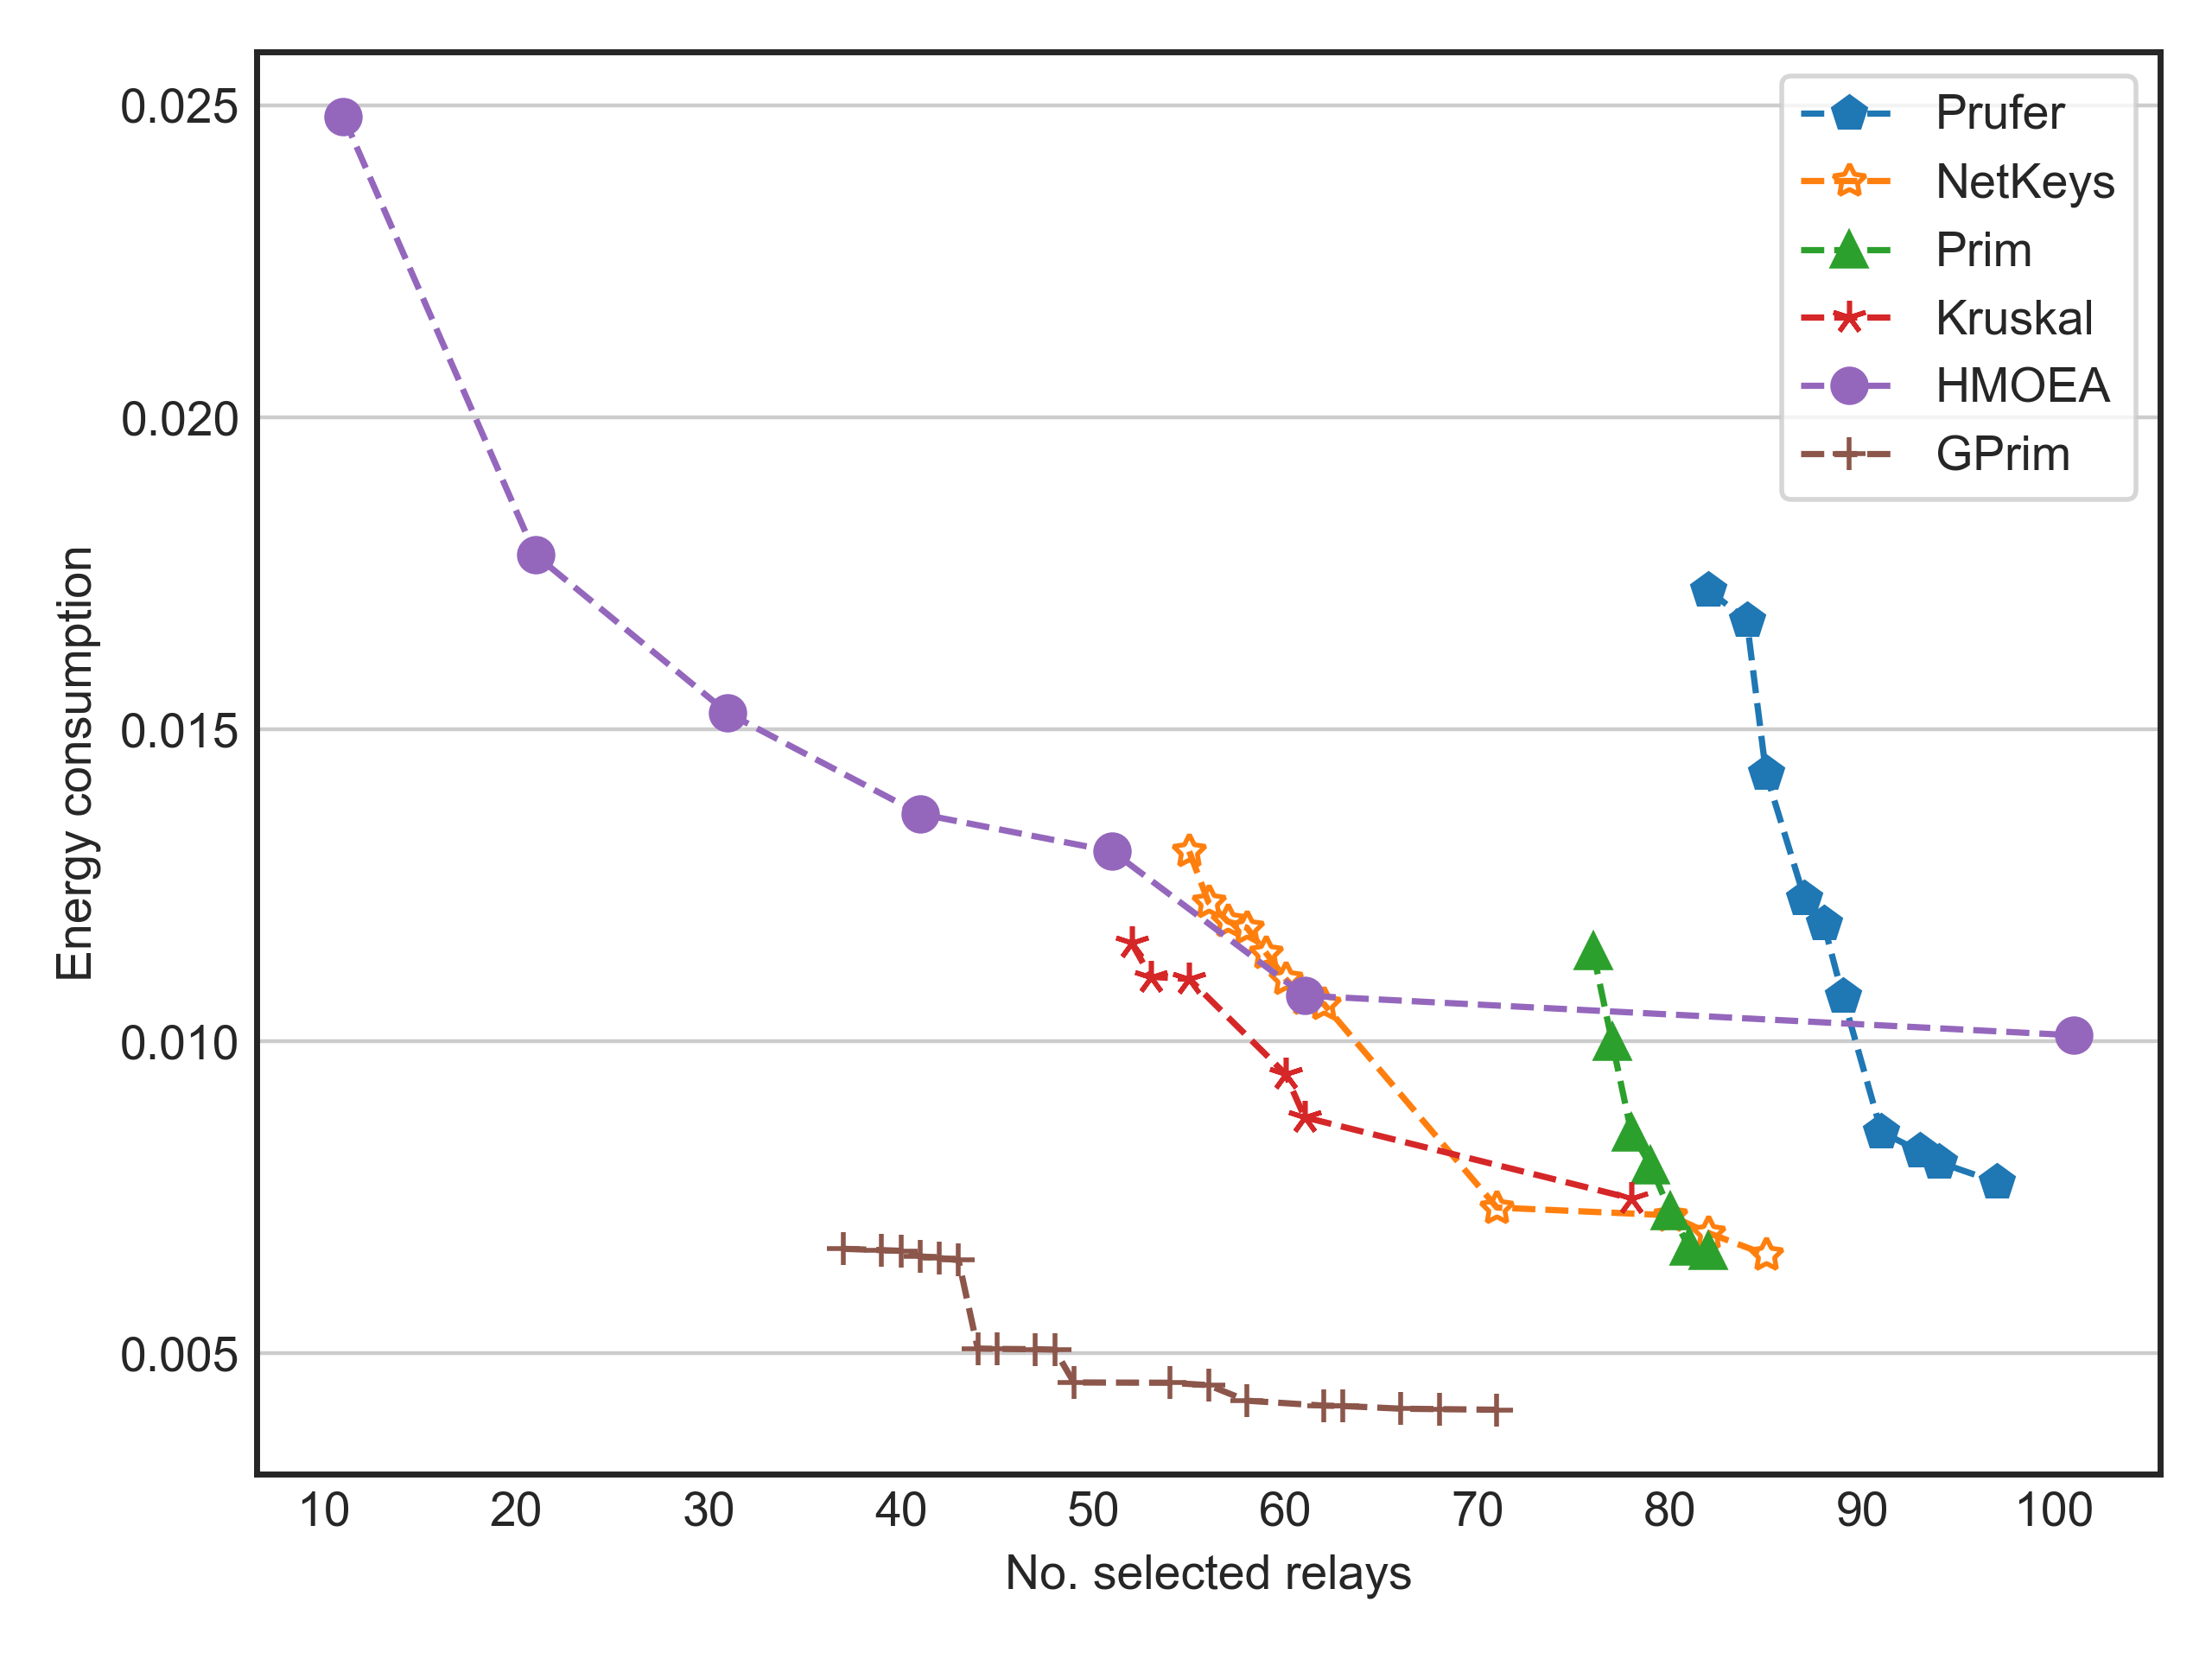 Energy consumption
0.025
0.020
0.015
0.010
0.005
10 20 30 40 50 60 70 80 90 100
No. selected relays
Prufer
NetKeys
Prim
Kruskal
HMOEA
GPrim